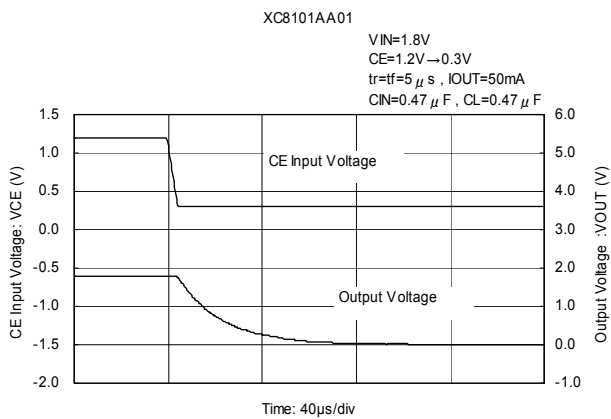 XC8101AA01
VIN=1.8V
CE=1.2V→0.3V
tr=tf=5μs , IOUT=50mA
CIN=0.47μF , CL=0.47μF
1.5
1.0
0.5
0.0
-0.5
-1.0
-1.5
-2.0
CE Input Voltage: VCE (V)
CE Input Voltage
Output Voltage
6.0
5.0
4.0
3.0
2.0
1.0
0.0
-1.0
Output Voltage :VOUT (V)
Time: 40μs/div